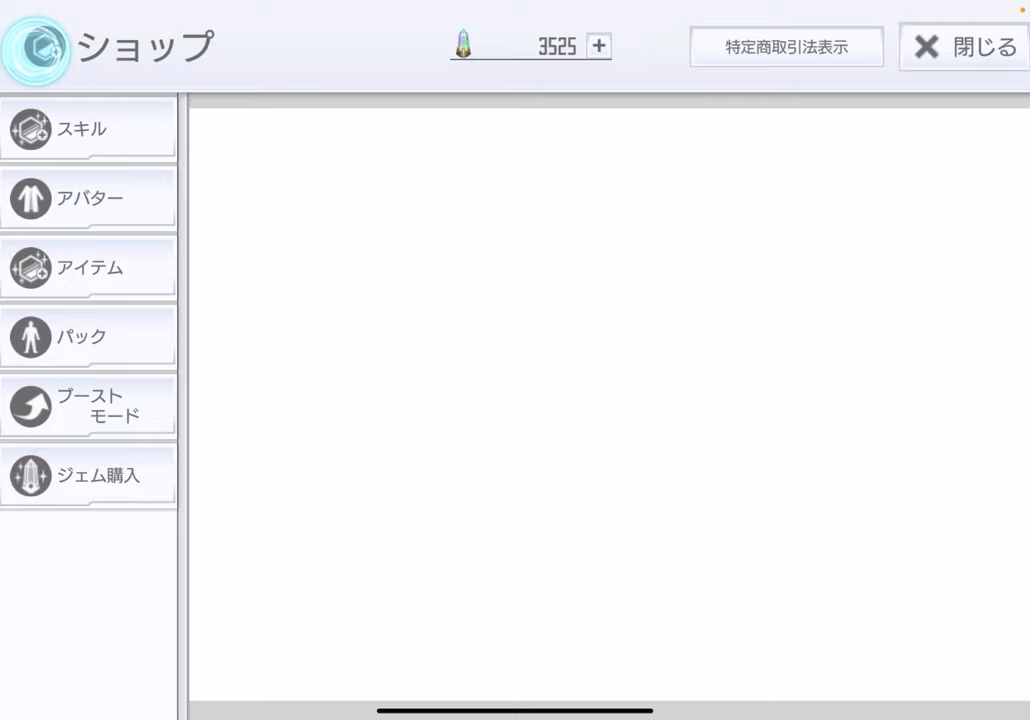 ショップ
3525 +
特定商取引法表示
閉じる
スキル
アバター
アイテム
パック
ブースト
モード
ジェム購入